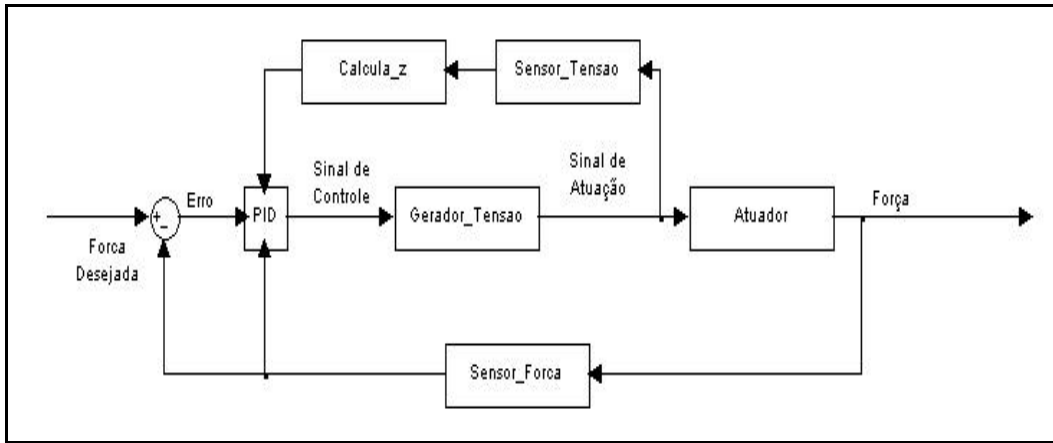 Calcula_z
Sensor_Tensao
Sinal de
Controle
Sinal de
Atuação
Erro
+
-
PID
Gerador_Tensao
Atuador
Força
Forca
Desejada
Sensor_Forca